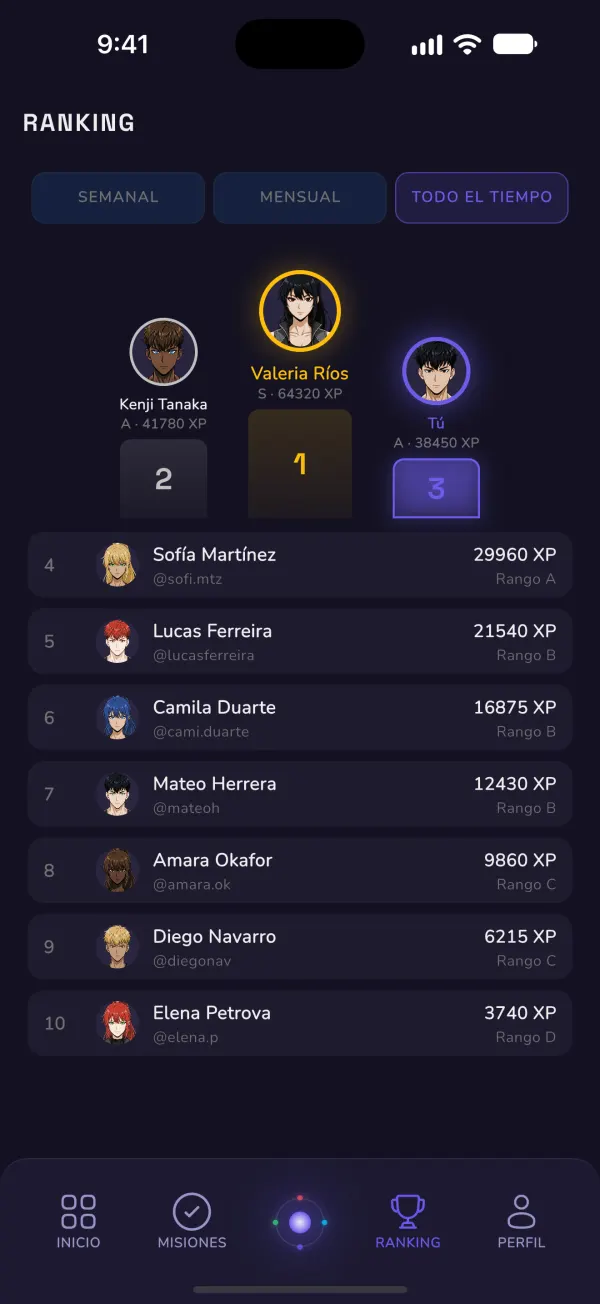 9:41
RANKING
SEMANAL
MENSUAL
TODO EL TIEMPO
Valeria Ríos
S · 64320 XP
1
Kenji Tanaka
A · 41780 XP
2
Tú
A · 38450 XP
3
4
Sofía Martínez
@sofi.mtz
29960 XP
Rango A
5
Lucas Ferreira
@lucasferreira
21540 XP
Rango B
6
Camila Duarte
@cami.duarte
16875 XP
Rango B
7
Mateo Herrera
@mateoh
12430 XP
Rango B
8
Amara Okafor
@amara.ok
9860 XP
Rango C
9
Diego Navarro
@diegonav
6215 XP
Rango C
10
Elena Petrova
@elena.p
3740 XP
Rango D
INICIO
MISIONES
RANKING
PERFIL